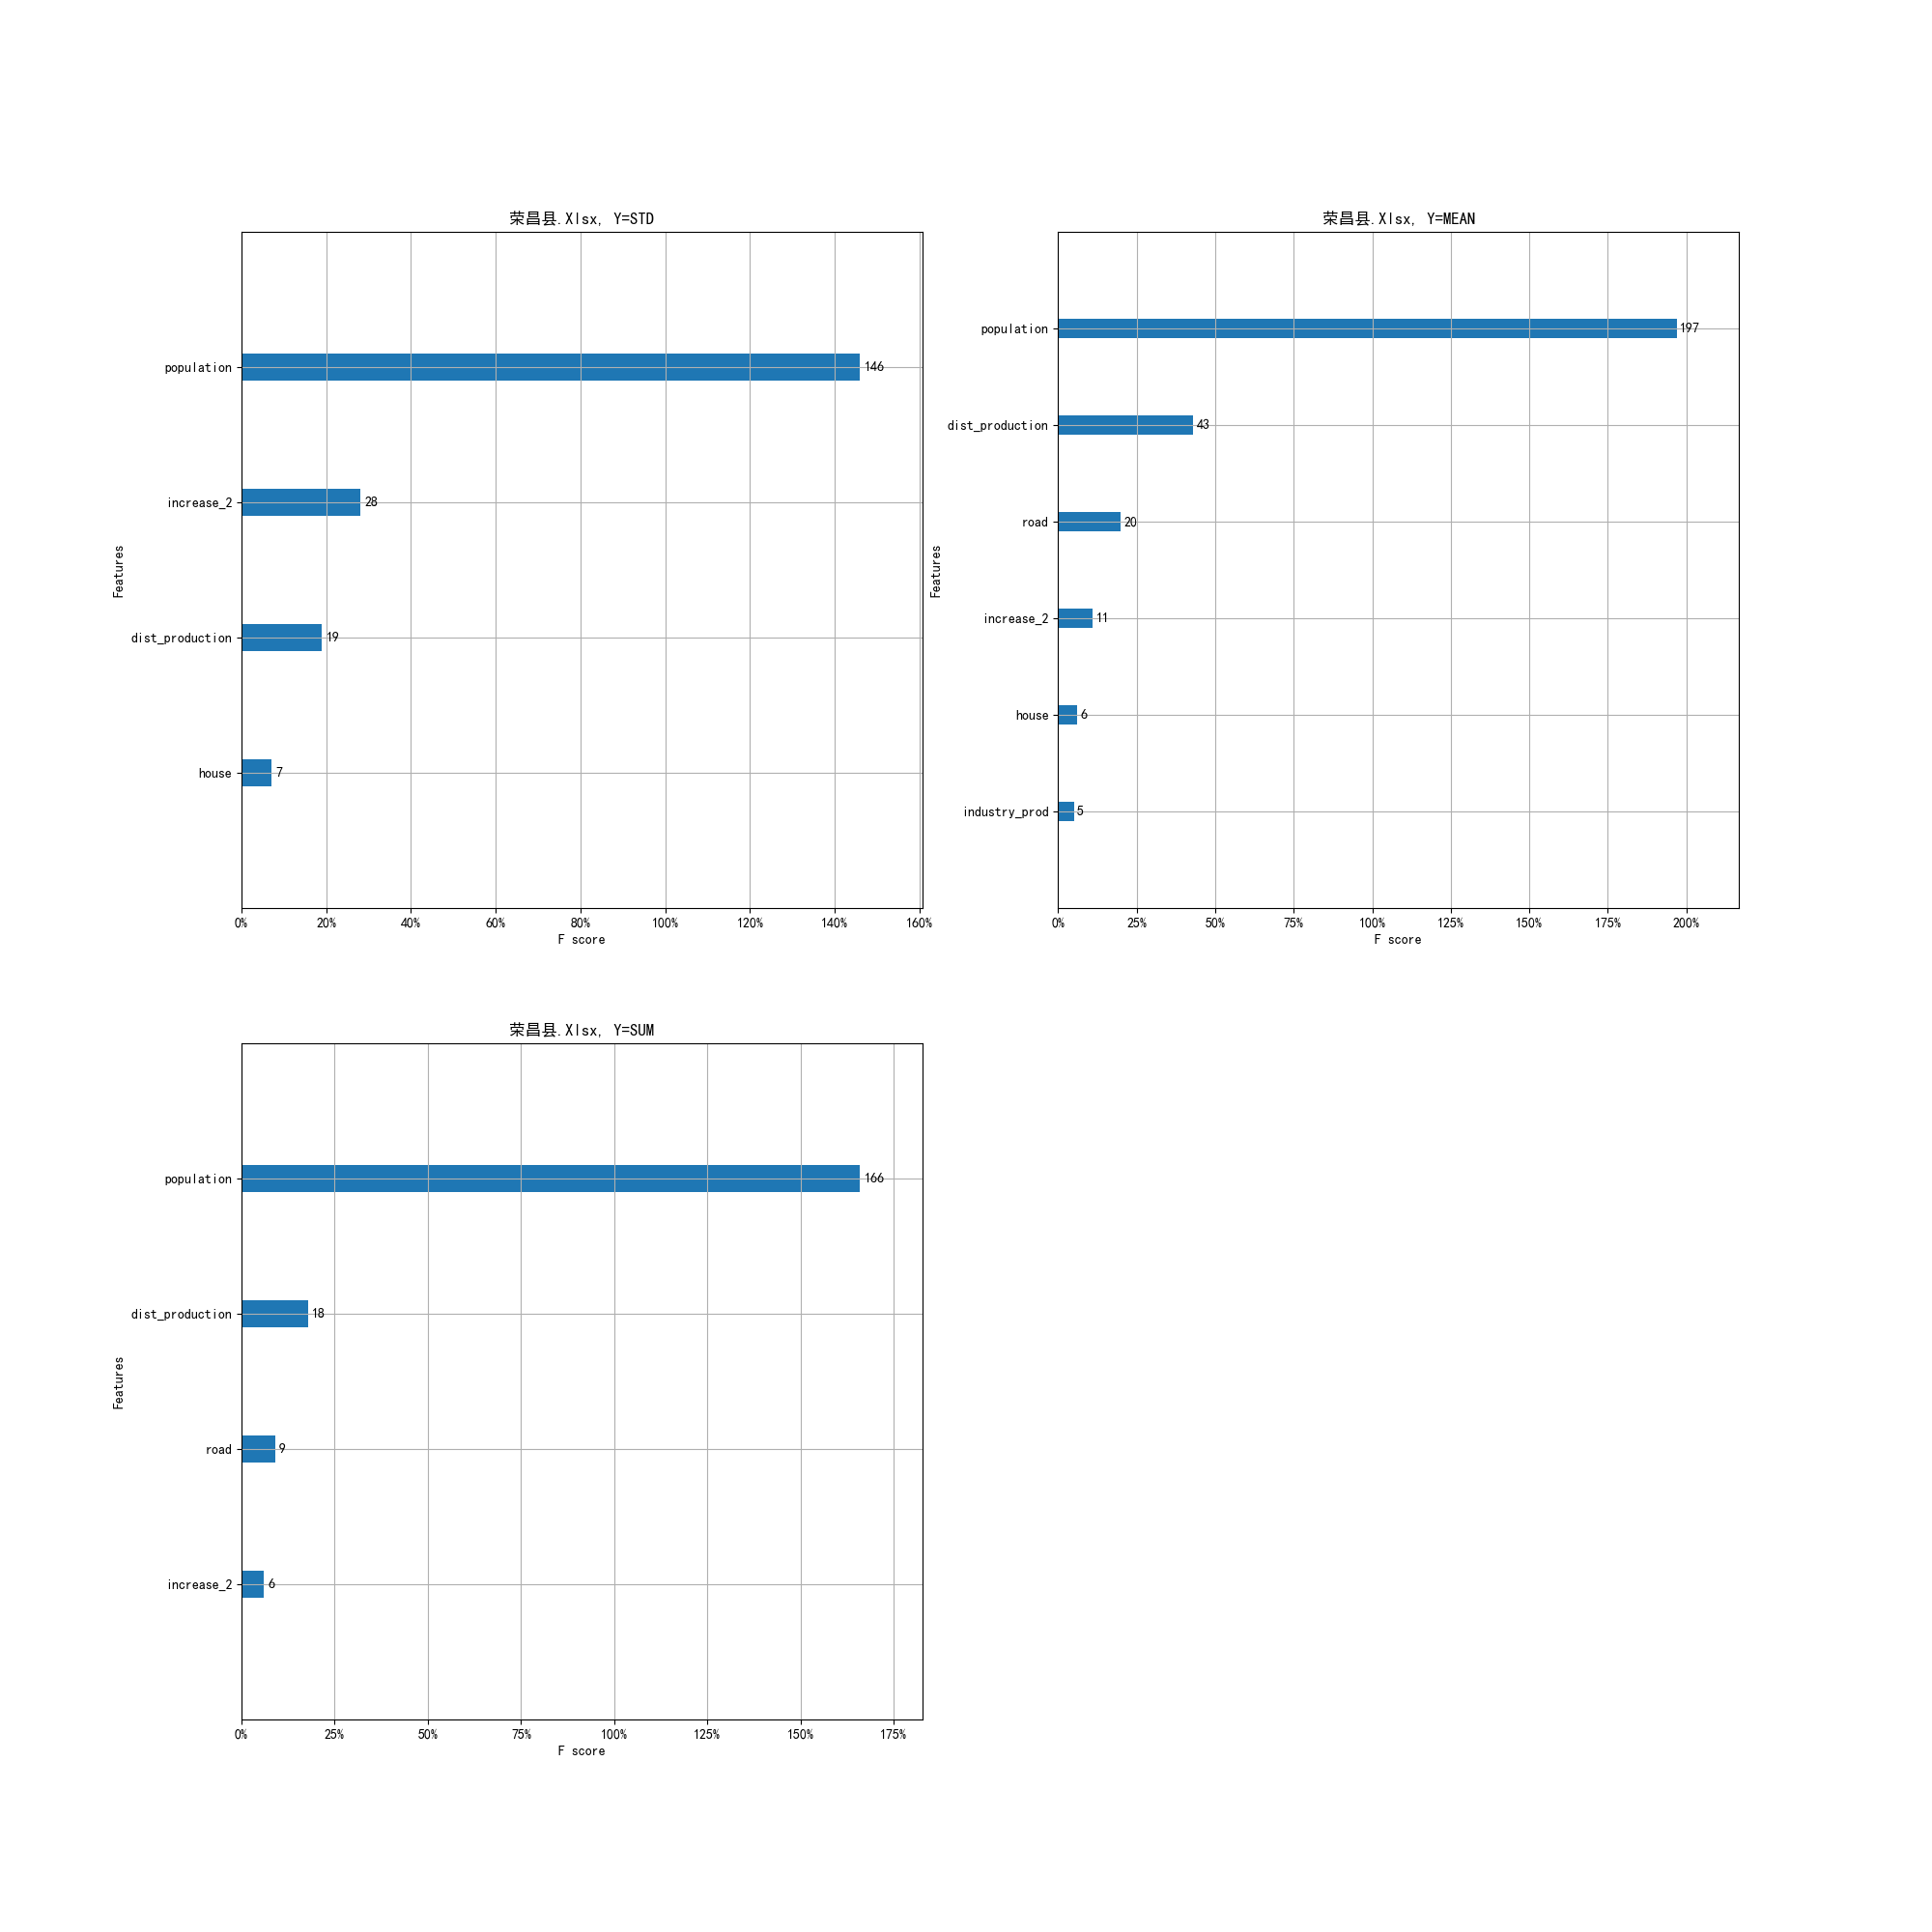 荣昌县.Xlsx, Y=STD
population
146
increase_2
28
Features
dist_production
19
house
7
0% 20% 40% 60% 80% 100% 120% 140% 160%
F score
荣昌县.Xlsx, Y=MEAN
population
197
dist_production
43
road
20
Features
increase_2
11
house
6
industry_prod
5
0% 25% 50% 75% 100% 125% 150% 175% 200%
F score
荣昌县.Xlsx, Y=SUM
population
166
dist_production
18
Features
road
9
increase_2
6
0% 25% 50% 75% 100% 125% 150% 175%
F score